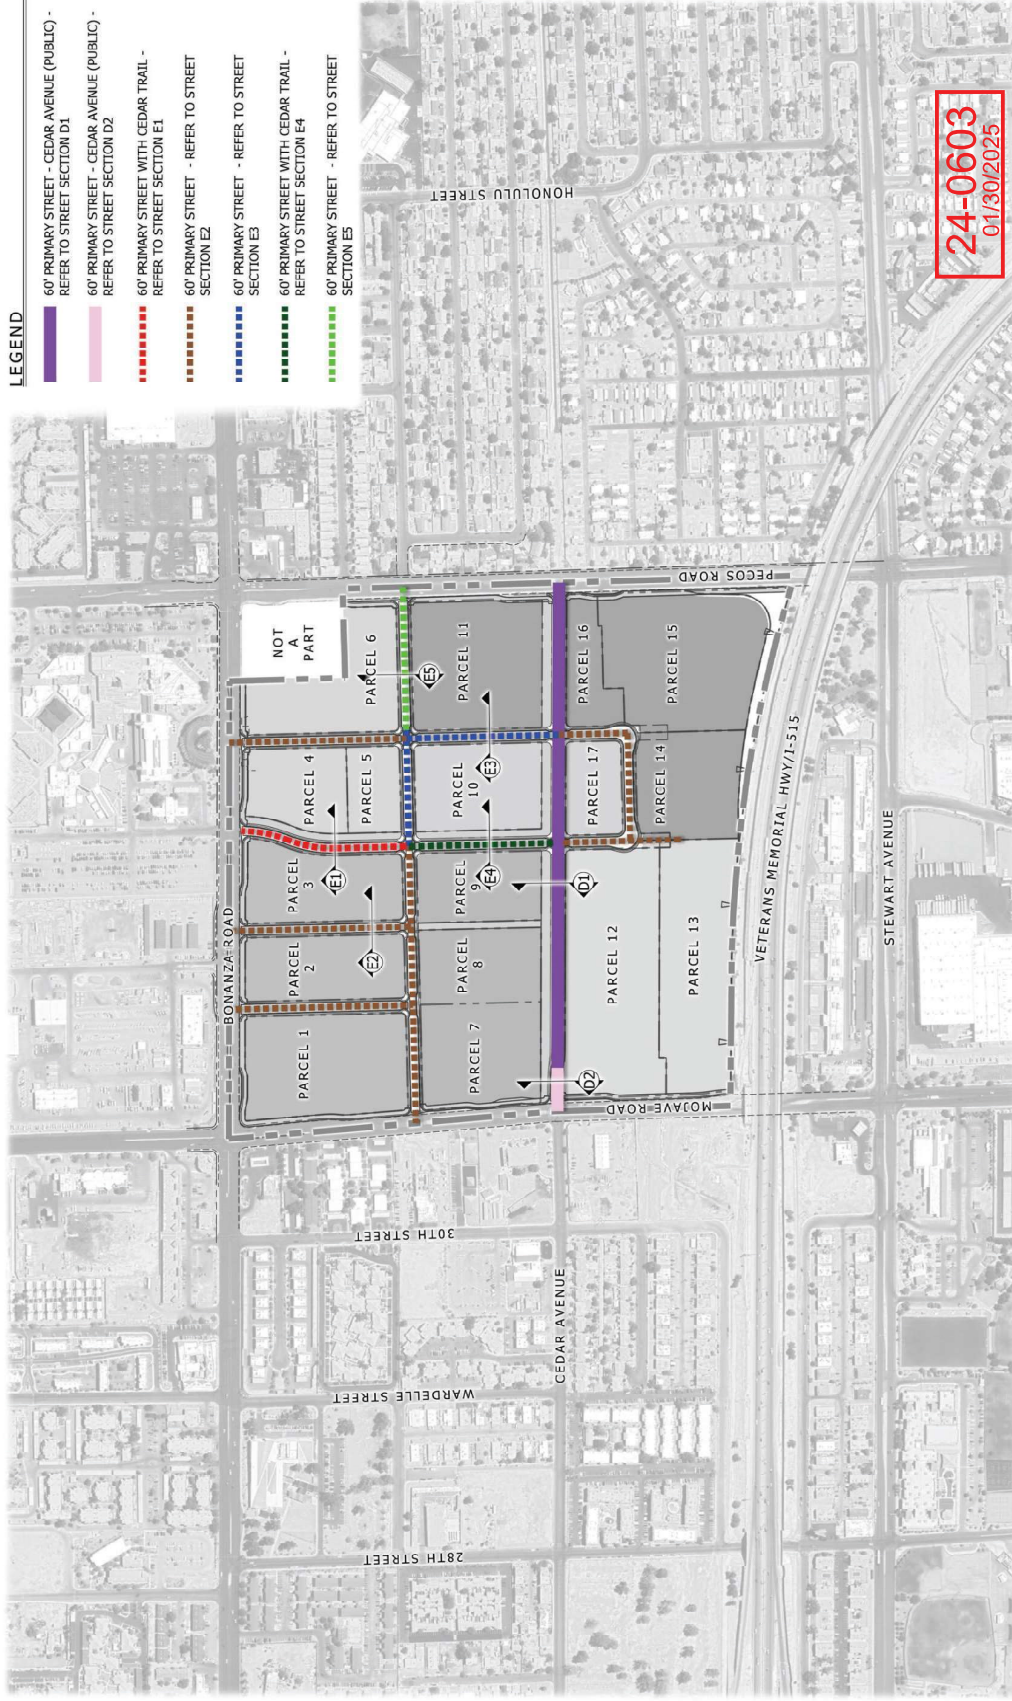 LEGEND
60' PRIMARY STREET - CEDAR AVENUE (PUBLIC) -
REFER TO STREET SECTION D1
60' PRIMARY STREET - CEDAR AVENUE (PUBLIC) -
REFER TO STREET SECTION D2
60' PRIMARY STREET WITH CEDAR TRAIL -
REFER TO STREET SECTION E1
60' PRIMARY STREET - REFER TO STREET
SECTION E2
60' PRIMARY STREET - REFER TO STREET
SECTION E3
60' PRIMARY STREET WITH CEDAR TRAIL -
REFER TO STREET SECTION E4
60' PRIMARY STREET - REFER TO STREET
SECTION E5
24-0603
01/30/2025
HONOLULU STREET
BONANZA ROAD
NOT
A
PART
PARCEL 1
PARCEL
2
PARCEL
3
PARCEL 4
PARCEL 5
PARCEL 6
E1
E2
E5
PARCEL 7
PARCEL
8
PARCEL
9
PARCEL
10
PARCEL 11
E4
E3
D2
D1
PARCEL 12
PARCEL 13
PARCEL 17
PARCEL 14
PARCEL 16
PARCEL 15
PECOS ROAD
MOJAVE ROAD
VETERANS MEMORIAL HWY/I-515
STEWART AVENUE
30TH STREET
CEDAR AVENUE
WARDELLE STREET
28TH STREET